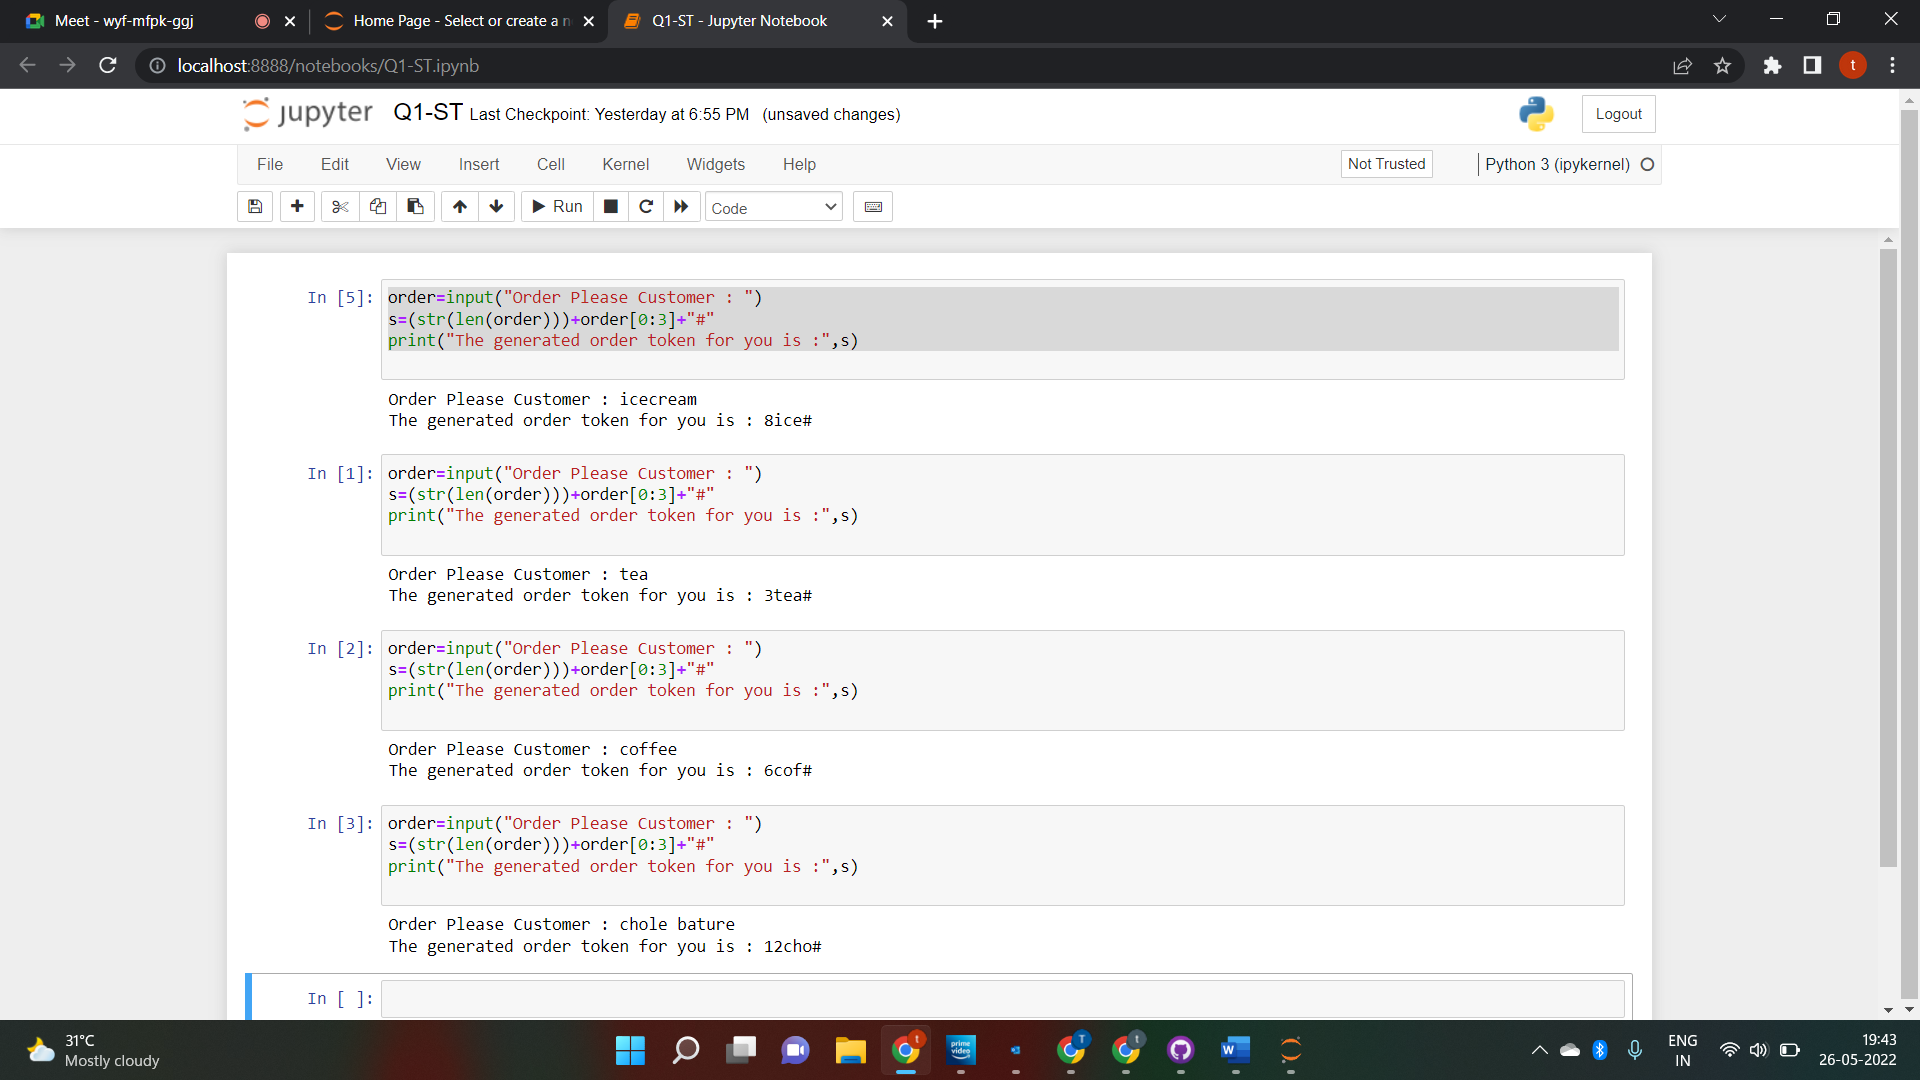 Meet - wyf-mfpk-ggj
Home Page - Select or create a n
Q1-ST - Jupyter Notebook
localhost:8888/notebooks/Q1-ST.ipynb
t
jupyter Q1-ST Last Checkpoint: Yesterday at 6:55 PM (unsaved changes)
Logout
File Edit View Insert Cell Kernel Widgets Help
Not Trusted
Python 3 (ipykernel)
Run
Code
In [5]: order=input("Order Please Customer : ")
s=(str(len(order)))+order[0:3]+"#"
print("The generated order token for you is :",s)
Order Please Customer : icecream
The generated order token for you is : 8ice#
In [1]: order=input("Order Please Customer : ")
s=(str(len(order)))+order[0:3]+"#"
print("The generated order token for you is :",s)
Order Please Customer : tea
The generated order token for you is : 3tea#
In [2]: order=input("Order Please Customer : ")
s=(str(len(order)))+order[0:3]+"#"
print("The generated order token for you is :",s)
Order Please Customer : coffee
The generated order token for you is : 6cof#
In [3]: order=input("Order Please Customer : ")
s=(str(len(order)))+order[0:3]+"#"
print("The generated order token for you is :",s)
Order Please Customer : chole bature
The generated order token for you is : 12cho#
In [ ]:
31°C
Mostly cloudy
t
prime video
T
t
W
ENG
IN
19:43
26-05-2022